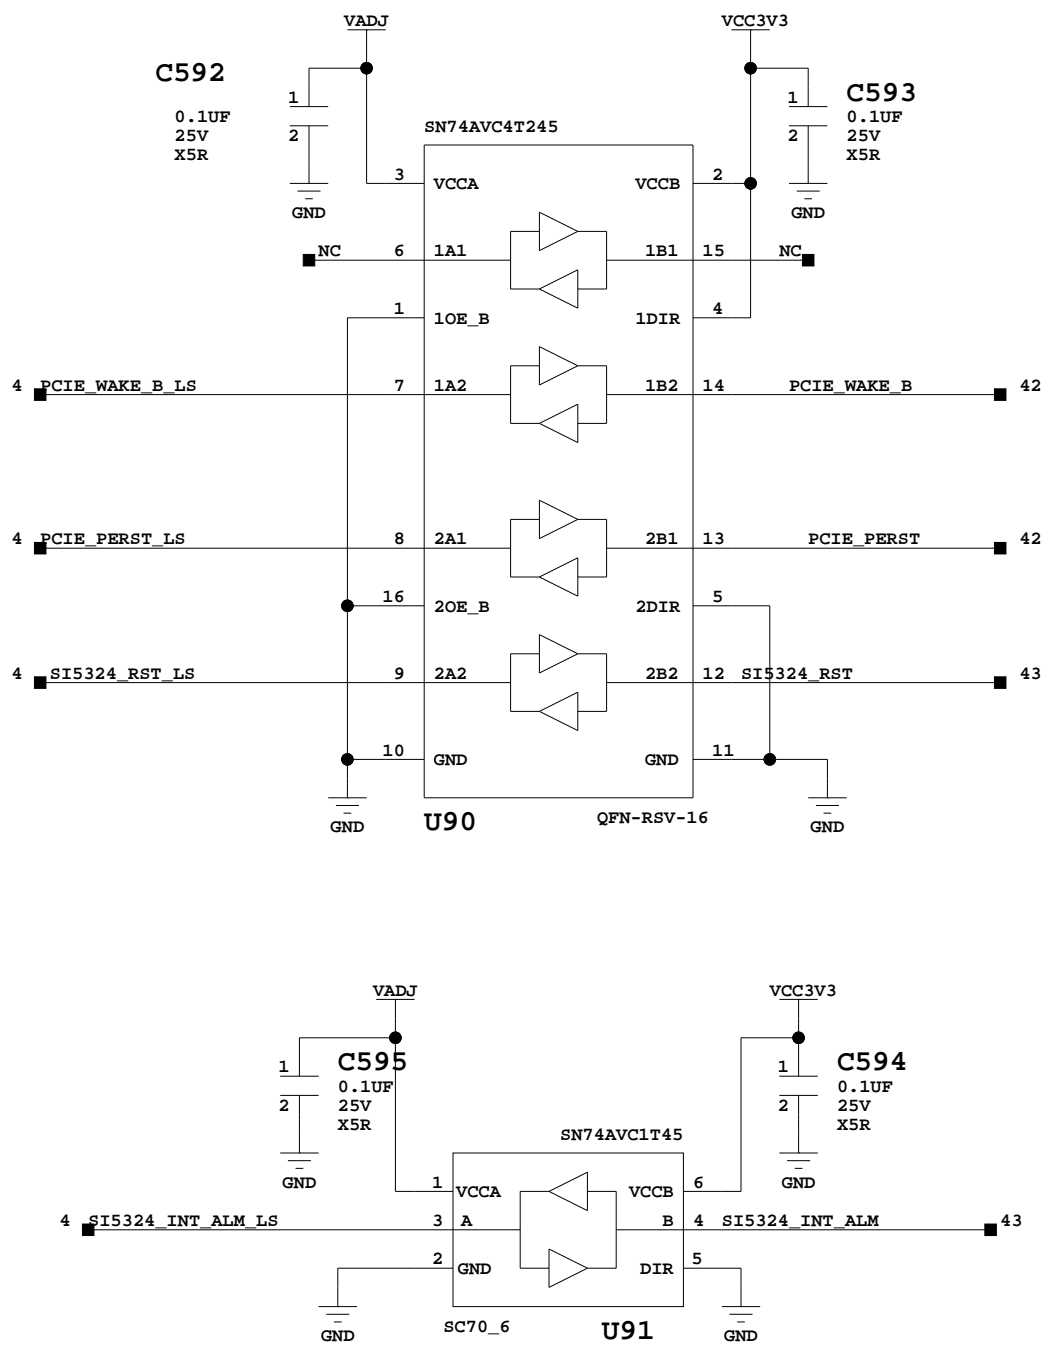 VADJ VCC3V3
C592
1
0.1UF
2 25V
X5R
GND
C593
1
0.1UF
2 25V
X5R
GND
SN74AVC4T245
3 VCCA VCCB 2
NC 6 1A1 1B1 15 NC
1 1OE_B 1DIR 4
4 PCIE_WAKE_B_LS 7 1A2 1B2 14 PCIE_WAKE_B 42
4 PCIE_PERST_LS 8 2A1 2B1 13 PCIE_PERST 42
16 2OE_B 2DIR 5
4 SI5324_RST_LS 9 2A2 2B2 12 SI5324_RST 43
10 GND GND 11
U90 QFN-RSV-16
GND GND
VADJ VCC3V3
C595
1
0.1UF
2 25V
X5R
GND
C594
1
0.1UF
2 25V
X5R
GND
SN74AVC1T45
1 VCCA VCCB 6
4 SI5324_INT_ALM_LS 3 A B 4 SI5324_INT_ALM 43
2 GND DIR 5
GND SC70_6 U91 GND